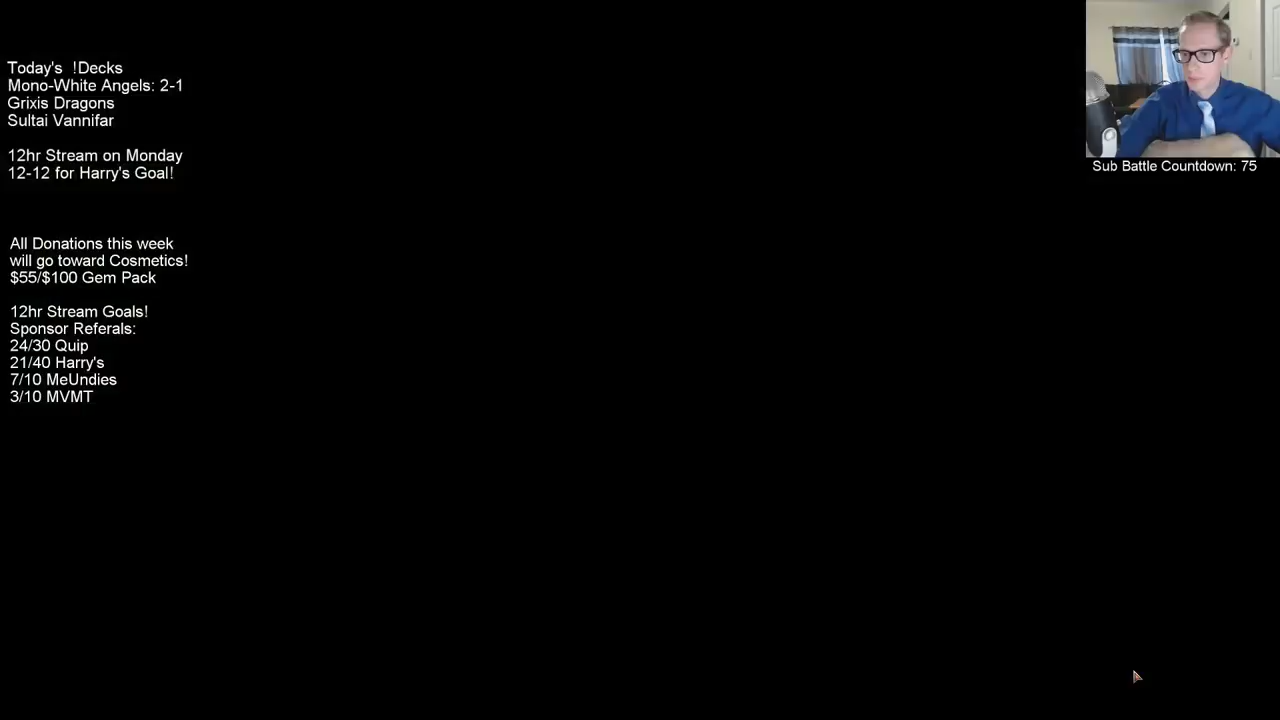 Today's !Decks
Mono-White Angels: 2-1
Grixis Dragons
Sultai Vannifar
12hr Stream on Monday
12-12 for Harry's Goal!
All Donations this week
will go toward Cosmetics!
$55/$100 Gem Pack
12hr Stream Goals!
Sponsor Referals:
24/30 Quip
21/40 Harry's
7/10 MeUndies
3/10 MVMT
Sub Battle Countdown: 75